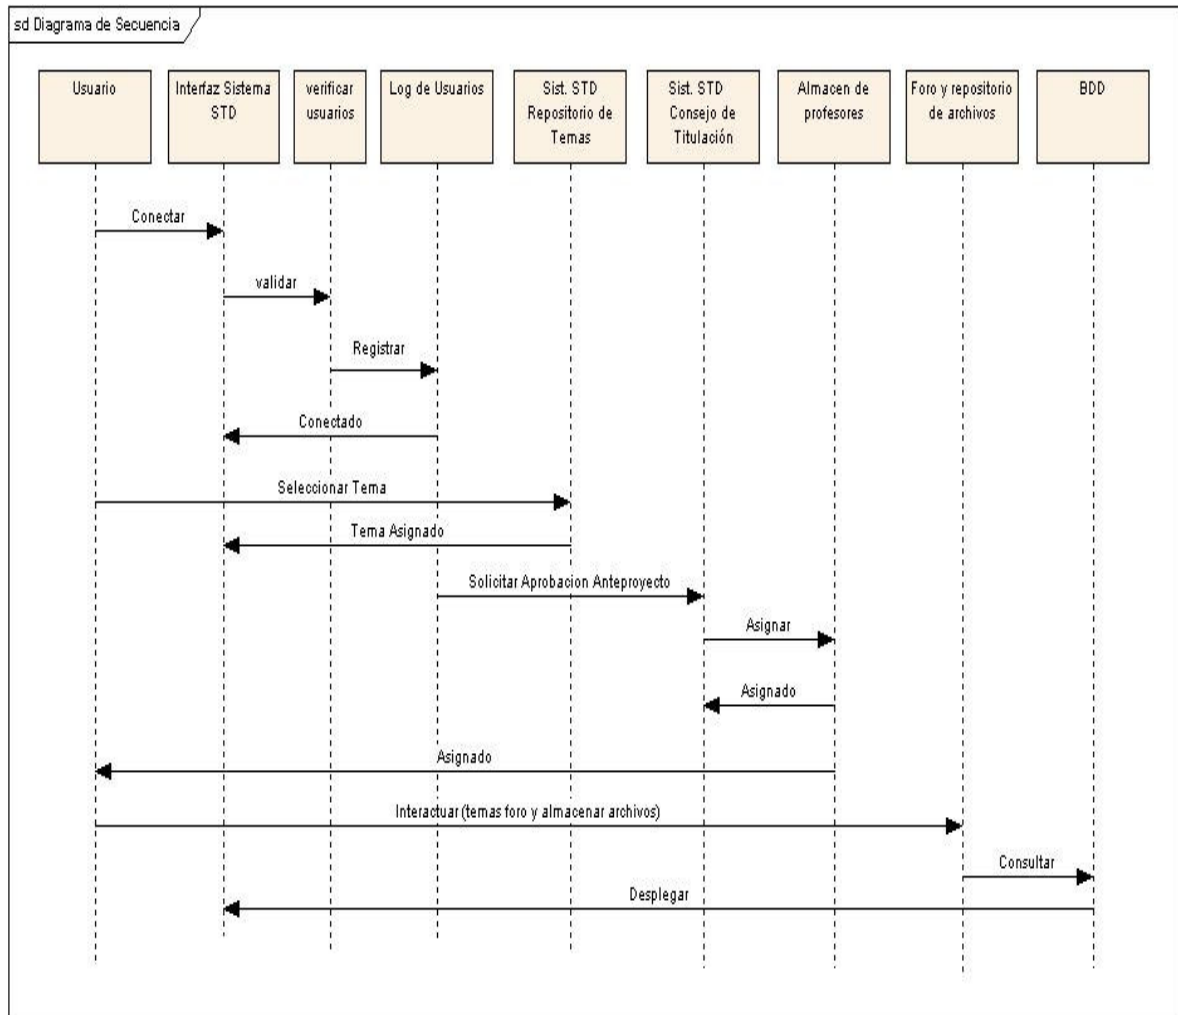 sd Diagrama de Secuencia
Usuario
Interfaz Sistema
STD
verificar
usuarios
Log de Usuarios
Sist. STD
Repositorio de
Temas
Sist. STD
Consejo de
Titulación
Almacen de
profesores
Foro y repositorio
de archivos
BDD
Conectar
validar
Registrar
Conectado
Seleccionar Tema
Tema Asignado
Solicitar Aprobacion Anteproyecto
Asignar
Asignado
Asignado
Interactuar (temas foro y almacenar archivos)
Consultar
Desplegar